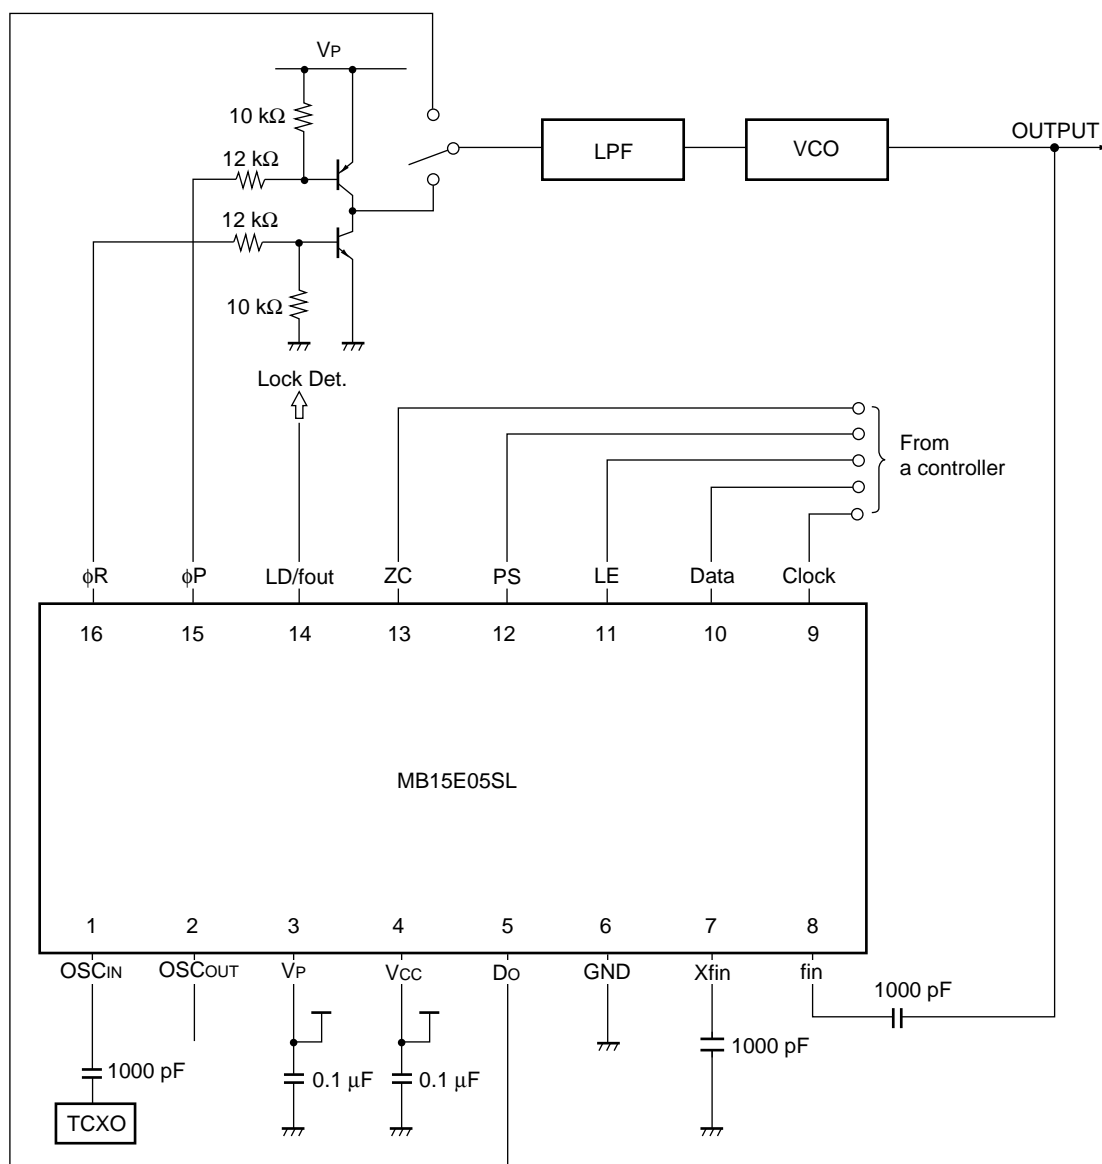 VP
10 kΩ
12 kΩ
12 kΩ
10 kΩ
LPF
VCO
OUTPUT
Lock Det.
From
a controller
φR φP LD/fout ZC PS LE Data Clock
16 15 14 13 12 11 10 9
MB15E05SL
1 2 3 4 5 6 7 8
OSCIN OSCOUT VP VCC DO GND Xfin fin
1000 pF
1000 pF
1000 pF
0.1 μF
0.1 μF
TCXO